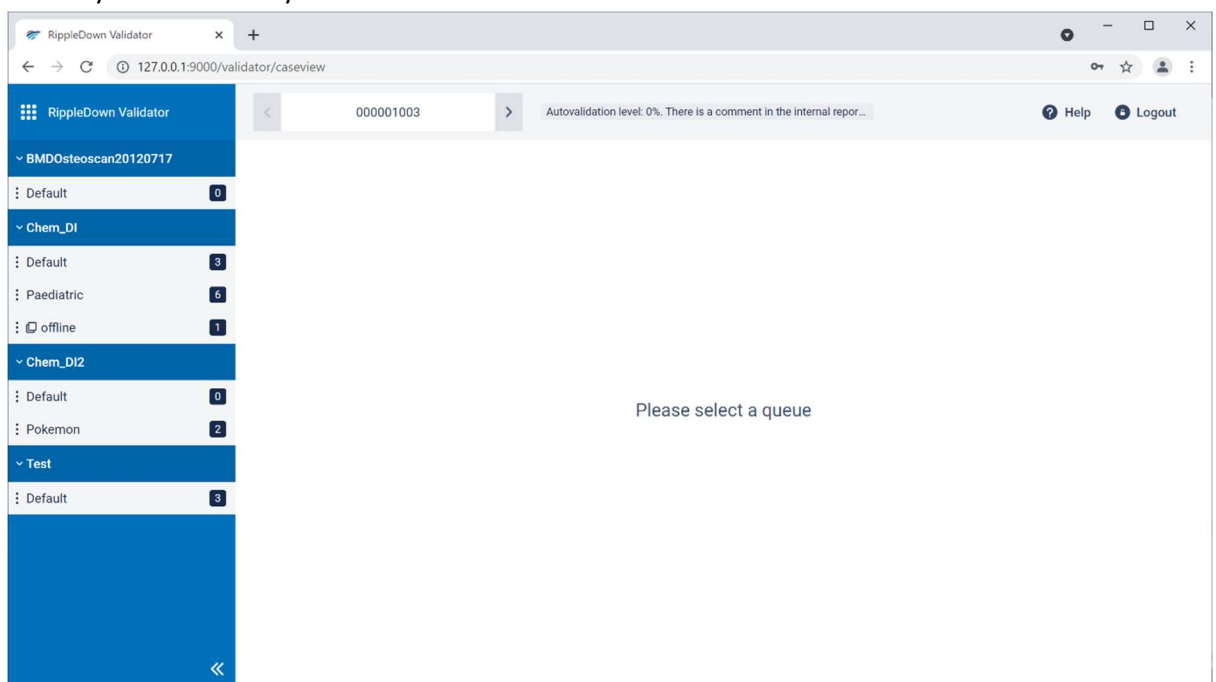 RippleDown Validator
127.0.0.1:9000/validator/caseview
RippleDown Validator
000001003
Autovalidation level: 0%. There is a comment in the internal repor...
Help
Logout
BMDOsteoscan20120717
Default 0
Chem_DI
Default 3
Paediatric 6
offline 1
Chem_DI2
Default 0
Pokemon 2
Test
Default 3
Please select a queue